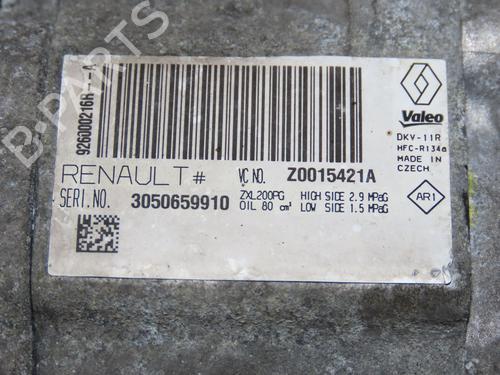 B-PARTS
926000216R--A
Valeo
DKV-11R
HFC-R134a
MADE IN
CZECH.
RENAULT #
VC NO. Z0015421A
SERI.NO. 3050659910
ZXL200PG HIGH SIDE 2.9 MPaG
OIL 80 cm³ LOW SIDE 1.5 MPaG
AR1